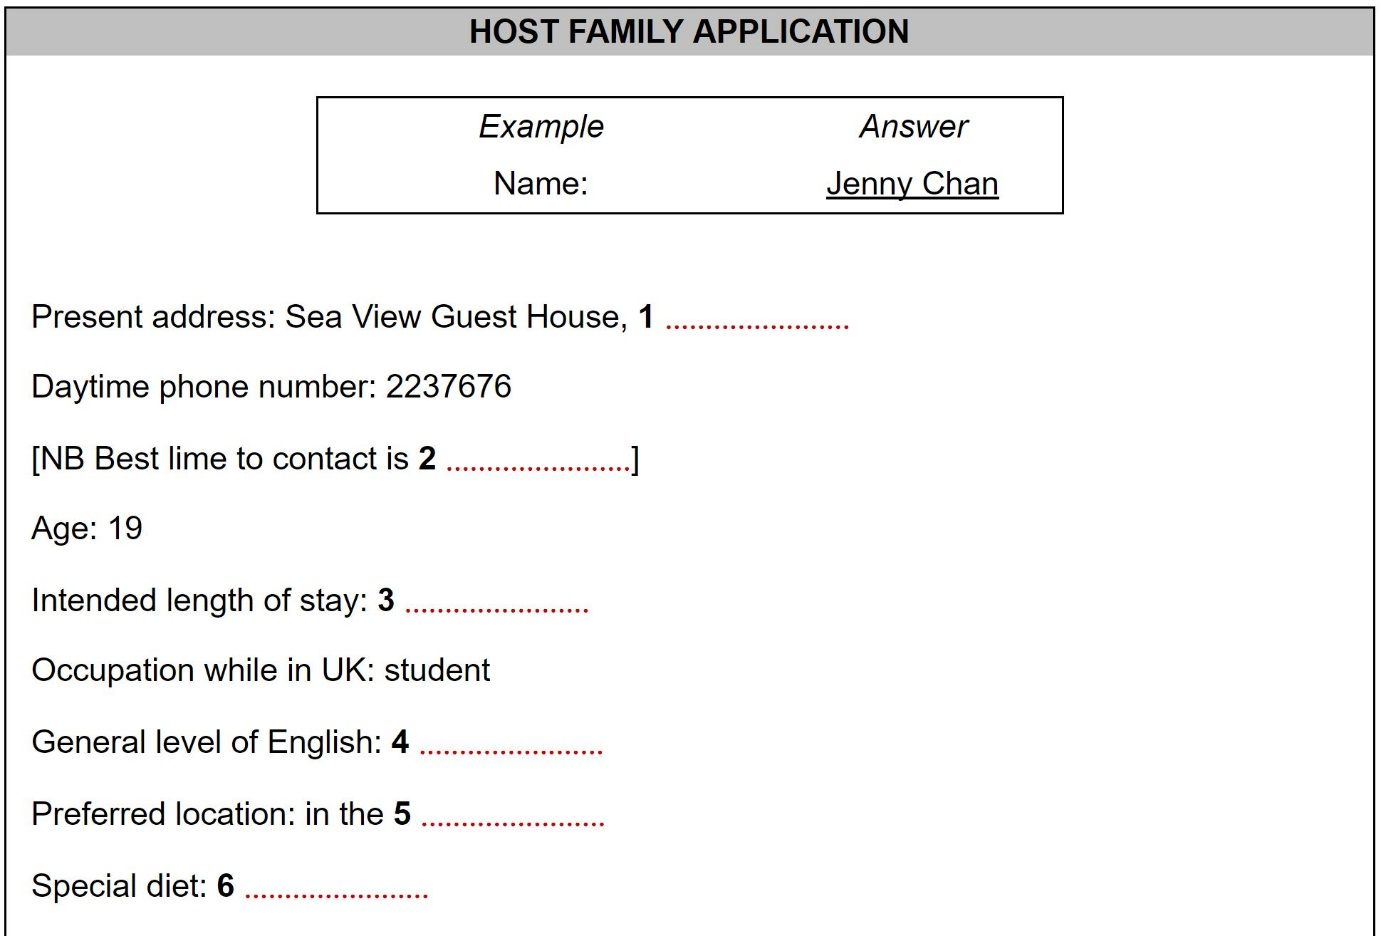 HOST FAMILY APPLICATION
Example Answer
Name: Jenny Chan
Present address: Sea View Guest House, 1 .......................
Daytime phone number: 2237676
[NB Best lime to contact is 2 .......................]
Age: 19
Intended length of stay: 3 .......................
Occupation while in UK: student
General level of English: 4 .......................
Preferred location: in the 5 .......................
Special diet: 6 .......................